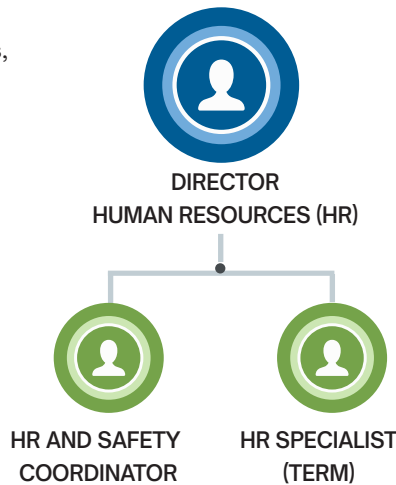 s,
DIRECTOR
HUMAN RESOURCES (HR)
HR AND SAFETY
COORDINATOR
HR SPECIALIST
(TERM)